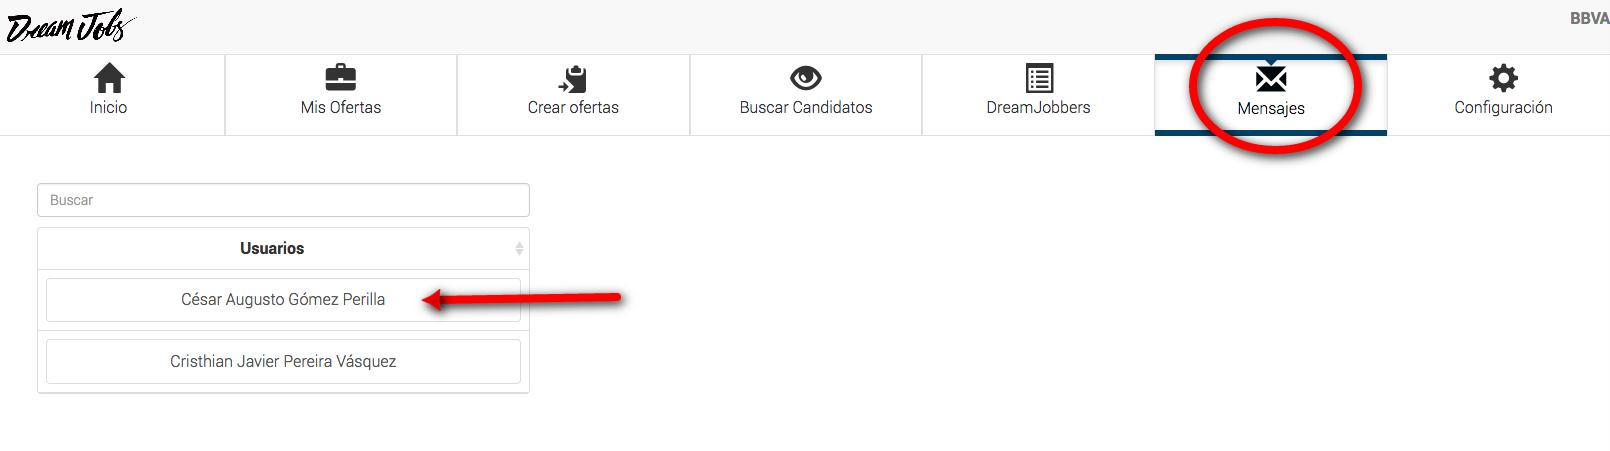 Dream Jobs
BBVA
Inicio
Mis Ofertas
Crear ofertas
Buscar Candidatos
DreamJobbers
Mensajes
Configuración
Buscar
Usuarios
César Augusto Gómez Perilla
Cristhian Javier Pereira Vásquez